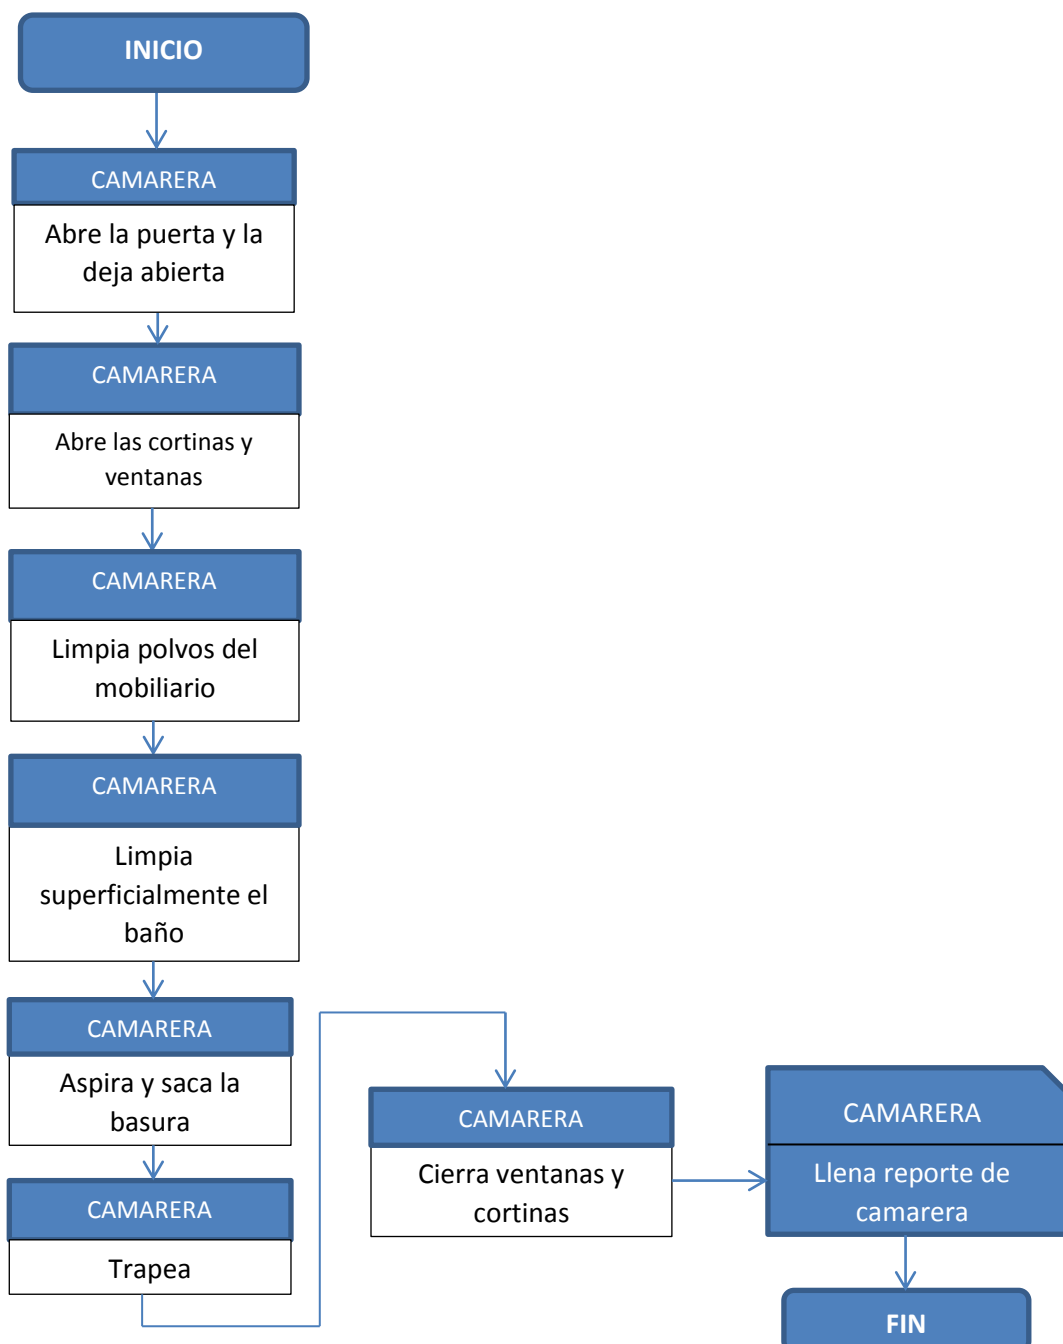 INICIO
CAMARERA
Abre la puerta y la
deja abierta
CAMARERA
Abre las cortinas y
ventanas
CAMARERA
Limpia polvos del
mobiliario
CAMARERA
Limpia
superficialmente el
baño
CAMARERA
Aspira y saca la
basura
CAMARERA
Trapea
CAMARERA
Cierra ventanas y
cortinas
CAMARERA
Llena reporte de
camarera
FIN